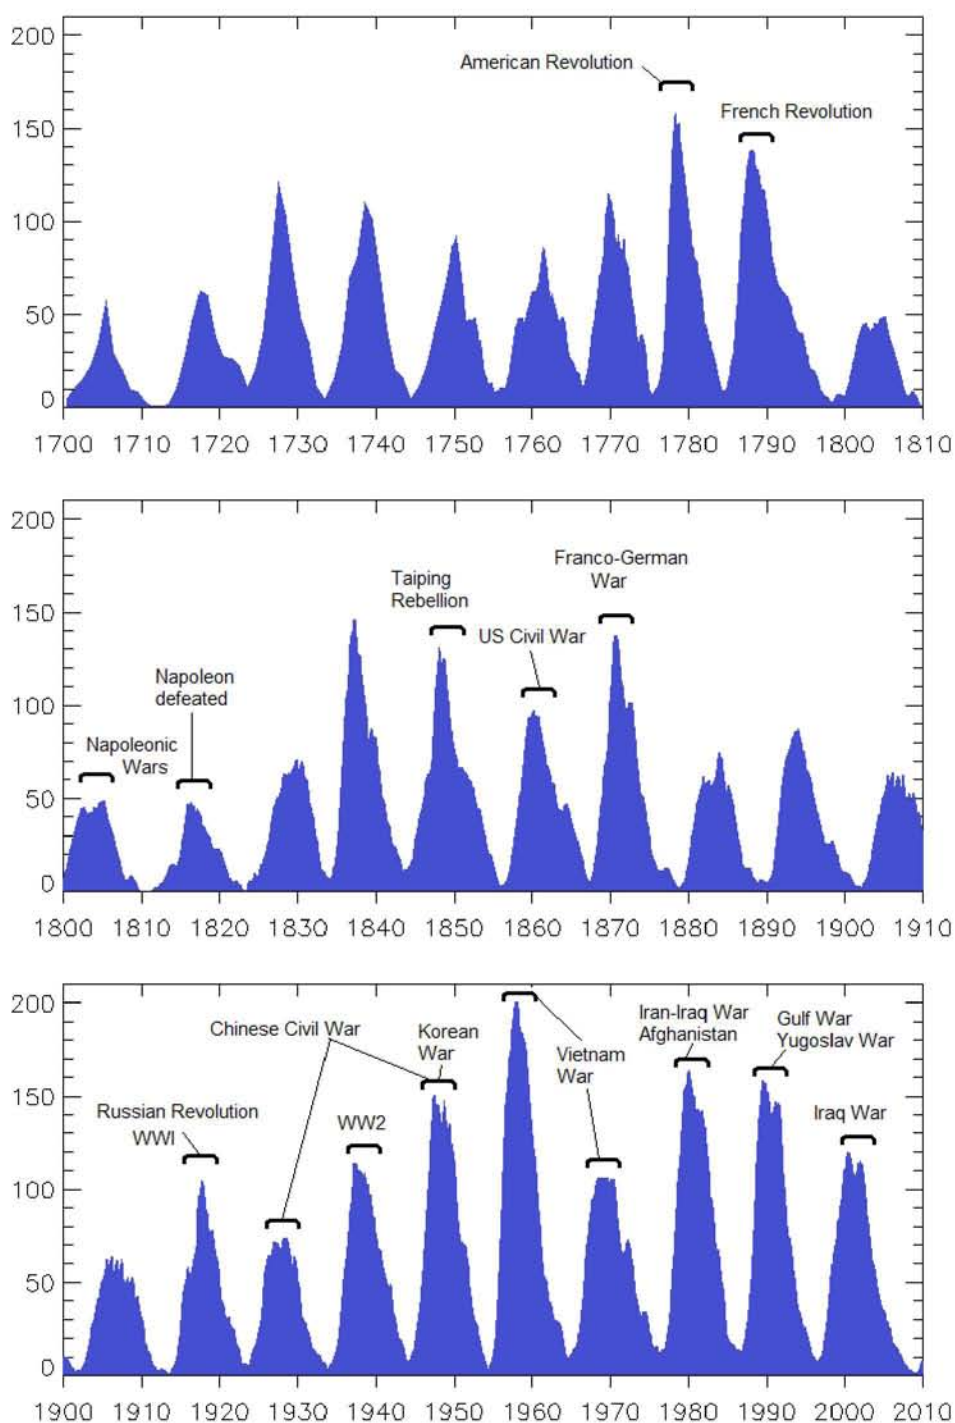 200
American Revolution
French Revolution
150
100
50
0
1700 1710 1720 1730 1740 1750 1760 1770 1780 1790 1800 1810
200
Franco-German
War
Taiping
Rebellion
150
US Civil War
Napoleon
defeated
100
Napoleonic
Wars
50
0
1800 1810 1820 1830 1840 1850 1860 1870 1880 1890 1900 1910
200
Chinese Civil War
Korean
War
Vietnam
War
Iran-Iraq War
Afghanistan
Gulf War
Yugoslav War
150
Russian Revolution
WWI
WW2
Iraq War
100
50
0
1900 1910 1920 1930 1940 1950 1960 1970 1980 1990 2000 2010